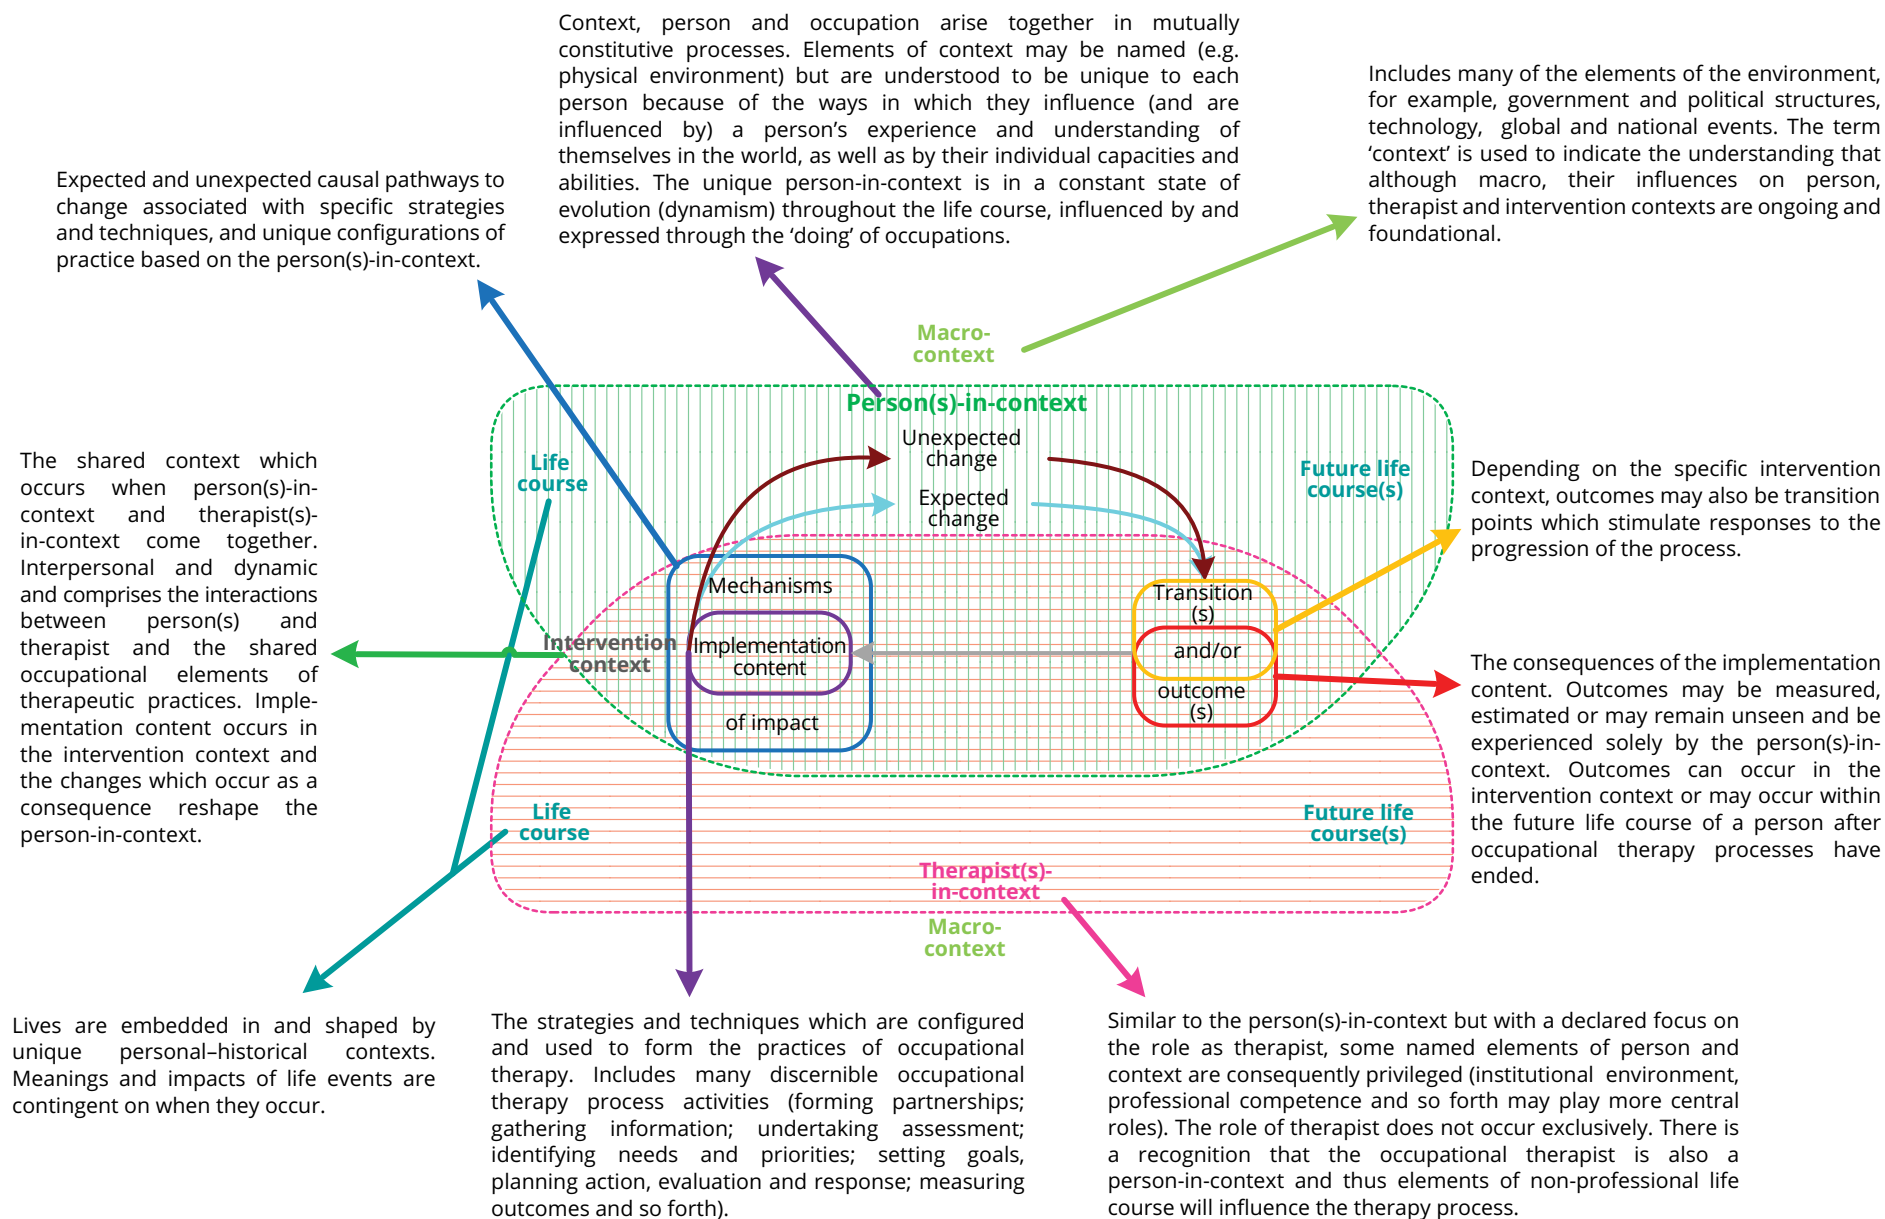 Context, person and occupation arise together in mutually
constitutive processes. Elements of context may be named (e.g.
physical environment) but are understood to be unique to each
person because of the ways in which they influence (and are
influenced by) a person’s experience and understanding of
themselves in the world, as well as by their individual capacities and
abilities. The unique person-in-context is in a constant state of
evolution (dynamism) throughout the life course, influenced by and
expressed through the ‘doing’ of occupations.
Includes many of the elements of the environment,
for example, government and political structures,
technology, global and national events. The term
‘context’ is used to indicate the understanding that
although macro, their influences on person,
therapist and intervention contexts are ongoing and
foundational.
Expected and unexpected causal pathways to
change associated with specific strategies
and techniques, and unique configurations of
practice based on the person(s)-in-context.
Macro-
context
Person(s)-in-context
Unexpected
change
Expected
change
Life
course
Future life
course(s)
Mechanisms
Implementation
content
of impact
Intervention
context
Transition
(s)
and/or
outcome
(s)
Life
course
Future life
course(s)
Therapist(s)-
in-context
Macro-
context
The shared context which
occurs when person(s)-in-
context and therapist(s)-
in-context come together.
Interpersonal and dynamic
and comprises the interactions
between person(s) and
therapist and the shared
occupational elements of
therapeutic practices. Imple-
mentation content occurs in
the intervention context and
the changes which occur as a
consequence reshape the
person-in-context.
Depending on the specific intervention
context, outcomes may also be transition
points which stimulate responses to the
progression of the process.
The consequences of the implementation
content. Outcomes may be measured,
estimated or may remain unseen and be
experienced solely by the person(s)-in-
context. Outcomes can occur in the
intervention context or may occur within
the future life course of a person after
occupational therapy processes have
ended.
Lives are embedded in and shaped by
unique personal–historical contexts.
Meanings and impacts of life events are
contingent on when they occur.
The strategies and techniques which are configured
and used to form the practices of occupational
therapy. Includes many discernible occupational
therapy process activities (forming partnerships;
gathering information; undertaking assessment;
identifying needs and priorities; setting goals,
planning action, evaluation and response; measuring
outcomes and so forth).
Similar to the person(s)-in-context but with a declared focus on
the role as therapist, some named elements of person and
context are consequently privileged (institutional environment,
professional competence and so forth may play more central
roles). The role of therapist does not occur exclusively. There is
a recognition that the occupational therapist is also a
person-in-context and thus elements of non-professional life
course will influence the therapy process.